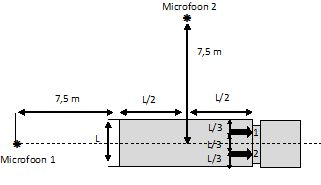 Microfoon 2
7,5 m
7,5 m
L/2
L/2
L
L/3
1
L/3
2
L/3
Microfoon 1